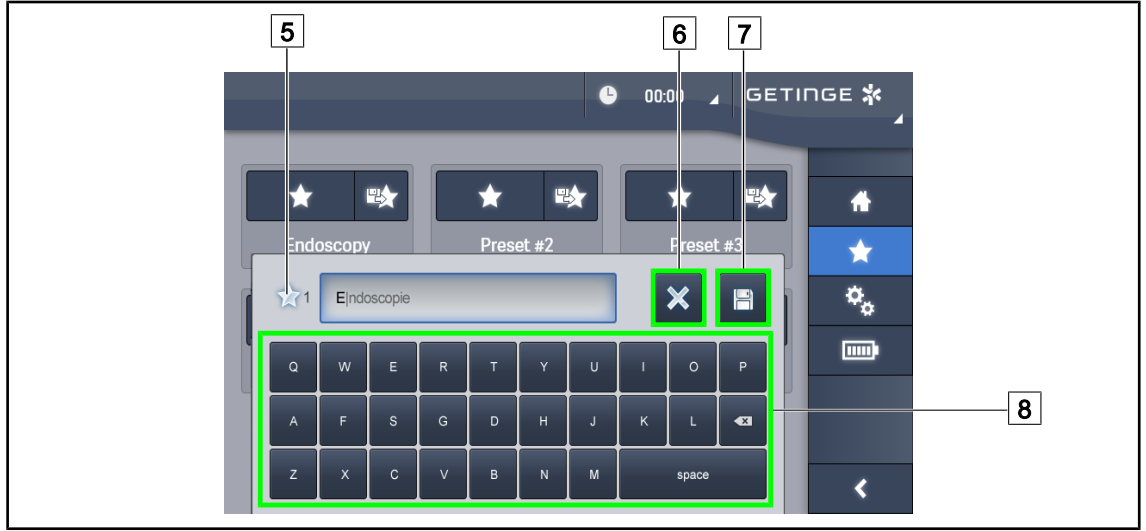 5 6 7
00:00 GETINGE
Endoscopy Preset #2 Preset #3
1 Endoscopie
Q W E R T Y U I O P
A F S G D H J K L
8
Z X C V B N M space